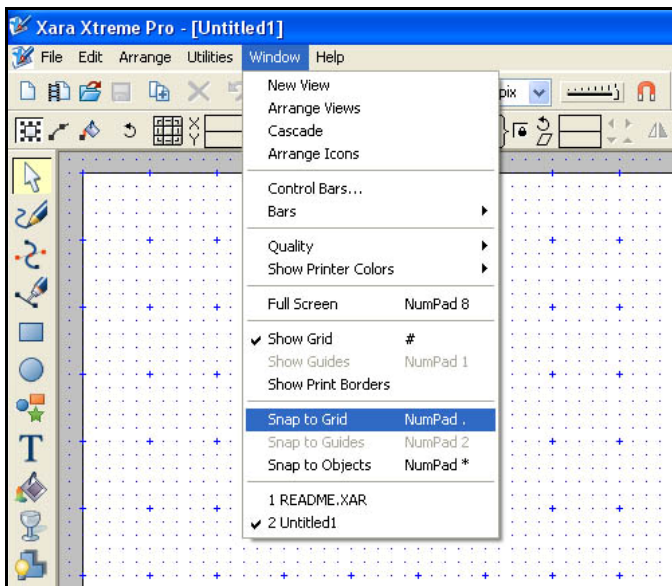 Xara Xtreme Pro - [Untitled1]
File Edit Arrange Utilities Window Help
pix
New View
Arrange Views
Cascade
Arrange Icons
Control Bars...
Bars
Quality
Show Printer Colors
Full Screen NumPad 8
Show Grid #
Show Guides NumPad 1
Show Print Borders
Snap to Grid NumPad .
Snap to Guides NumPad 2
Snap to Objects NumPad *
1 README.XAR
2 Untitled1
X
Y
T